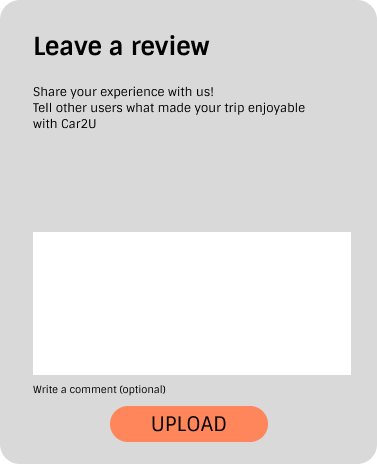 Leave a review
Share your experience with us!
Tell other users what made your trip enjoyable
with Car2U
Write a comment (optional)
UPLOAD